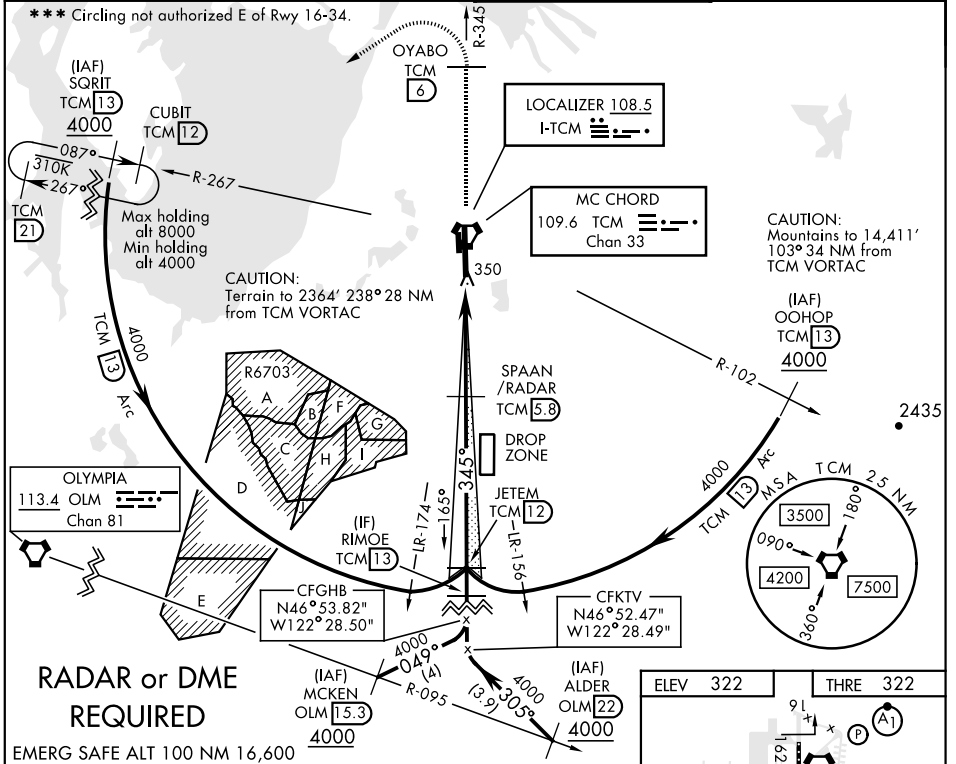 *** Circling not authorized E of Rwy 16-34.
R-345
OYABO
TCM
6
(IAF)
SQRIT
TCM 13
4000
CUBIT
TCM 12
087°
310K
267°
TCM
21
R-267
Max holding
alt 8000
Min holding
alt 4000
LOCALIZER 108.5
I-TCM
MC CHORD
109.6 TCM
Chan 33
350
CAUTION:
Mountains to 14,411'
103° 34 NM from
TCM VORTAC
CAUTION:
Terrain to 2364' 238° 28 NM
from TCM VORTAC
(IAF)
OOHOP
TCM 13
4000
R-102
2435
4000
TCM 13 Arc
R6703
A
B
F
G
C
H
I
J
D
E
SPAAN
/RADAR
TCM 5.8
DROP
ZONE
345°
JETEM
TCM 12
4000
TCM 13 Arc
MSA TCM 25 NM
3500
180°
090°
4200
7500
360°
OLYMPIA
113.4 OLM
Chan 81
(IF)
RIMOE
TCM 13
LR-174
165°
LR-156
CFGHB
N46° 53.82"
W122° 28.50"
CFKTV
N46° 52.47"
W122° 28.49"
4000
049°
(4)
R-095
4000
305°
(3.9)
(IAF)
MCKEN
OLM 15.3
4000
(IAF)
ALDER
OLM 22
4000
RADAR or DME
REQUIRED
EMERG SAFE ALT 100 NM 16,600
ELEV 322
THRE 322
16
A1
P
162